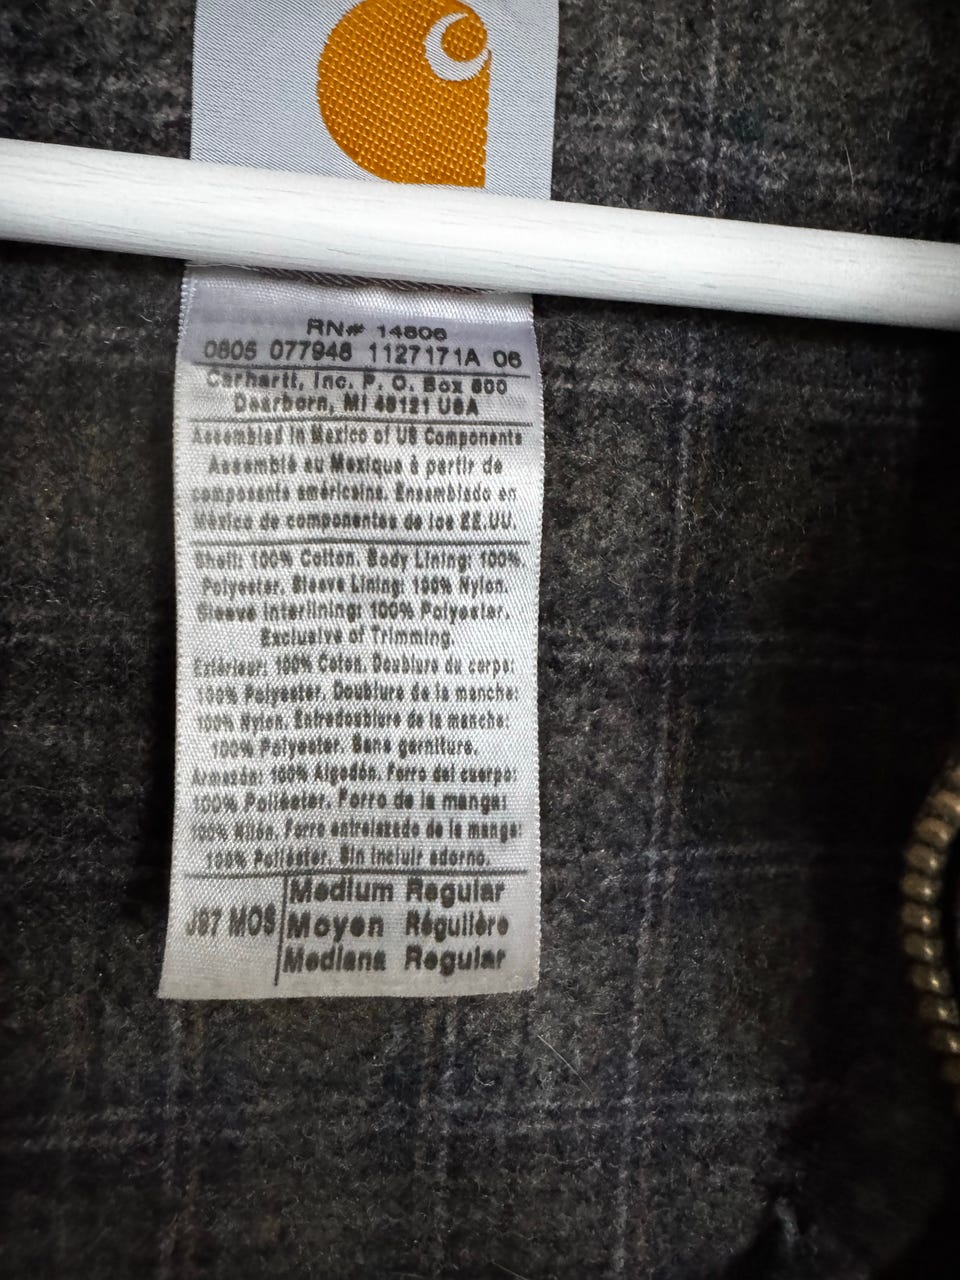 RN# 14806
0805 077948 1127171A 06
Carhartt, Inc. P. O. Box 600
Dearborn, MI 48121 USA
Assembled in Mexico of US Components
Assemblé au Mexique à partir de
composants américains. Ensamblado en
México de componentes de los EE.UU.
Shell: 100% Cotton. Body Lining: 100%
Polyester. Sleeve Lining: 100% Nylon.
Sleeve Interlining: 100% Polyester.
Exclusive of Trimming.
Extérieur: 100% Coton. Doublure du corps:
100% Polyester. Doublure de la manche:
100% Nylon. Entredoublure de la manche:
100% Polyester. Sans garniture.
Armazón: 100% Algodón. Forro del cuerpo:
100% Poliéster. Forro de la manga:
100% Nilón. Forro entrelazado de la manga:
100% Poliéster. Sin incluir adorno.
J97 MOS
Medium Regular
Moyen Régulière
Mediana Regular